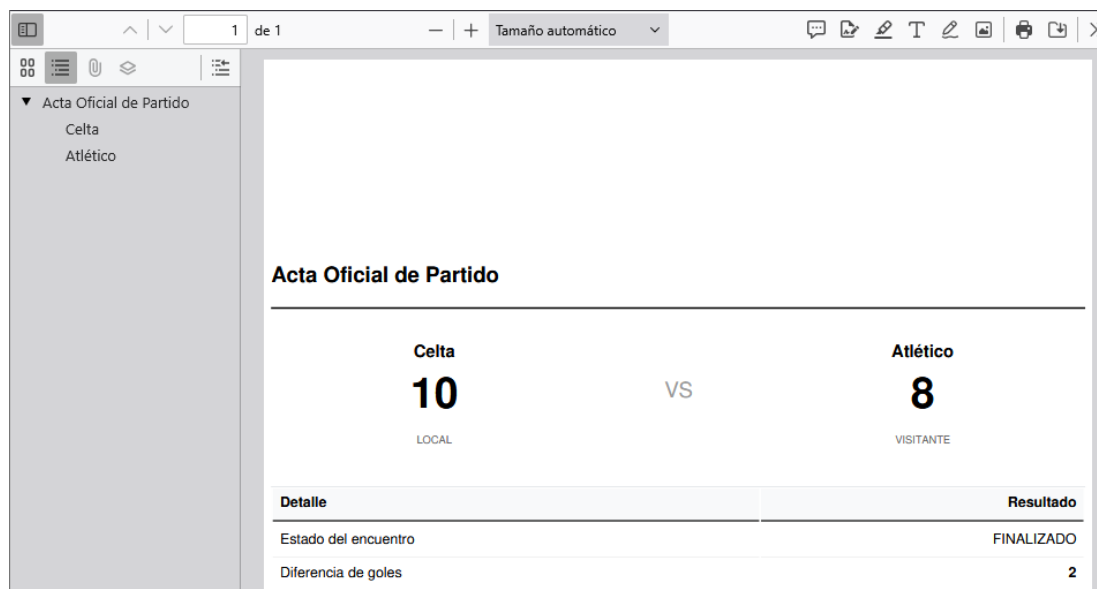 1 de 1 Tamaño automático
Acta Oficial de Partido
Celta
Atlético
Acta Oficial de Partido
Celta Atlético
10 VS 8
LOCAL VISITANTE
Detalle Resultado
Estado del encuentro FINALIZADO
Diferencia de goles 2